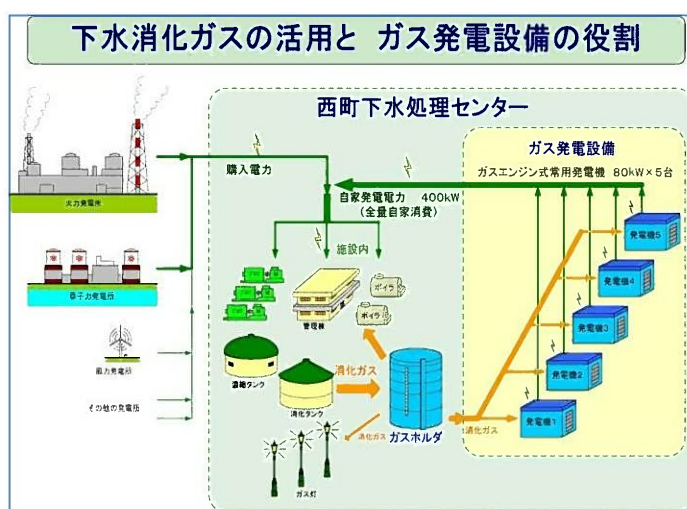 下水消化ガスの活用と ガス発電設備の役割
西町下水処理センター
ガス発電設備
ガスエンジン式常用発電機 80kW×5台
購入電力
自家発電電力 400kW
(全量自家消費)
火力発電所
施設内
発電機5
発電機4
原子力発電所
ボイラ
ボイラ
管理棟
発電機3
風力発電所
消化ガス
濃縮タンク
発電機2
その他の発電所
消化タンク
ガスホルダ
消化ガス
消化ガス
発電機1
ガス灯